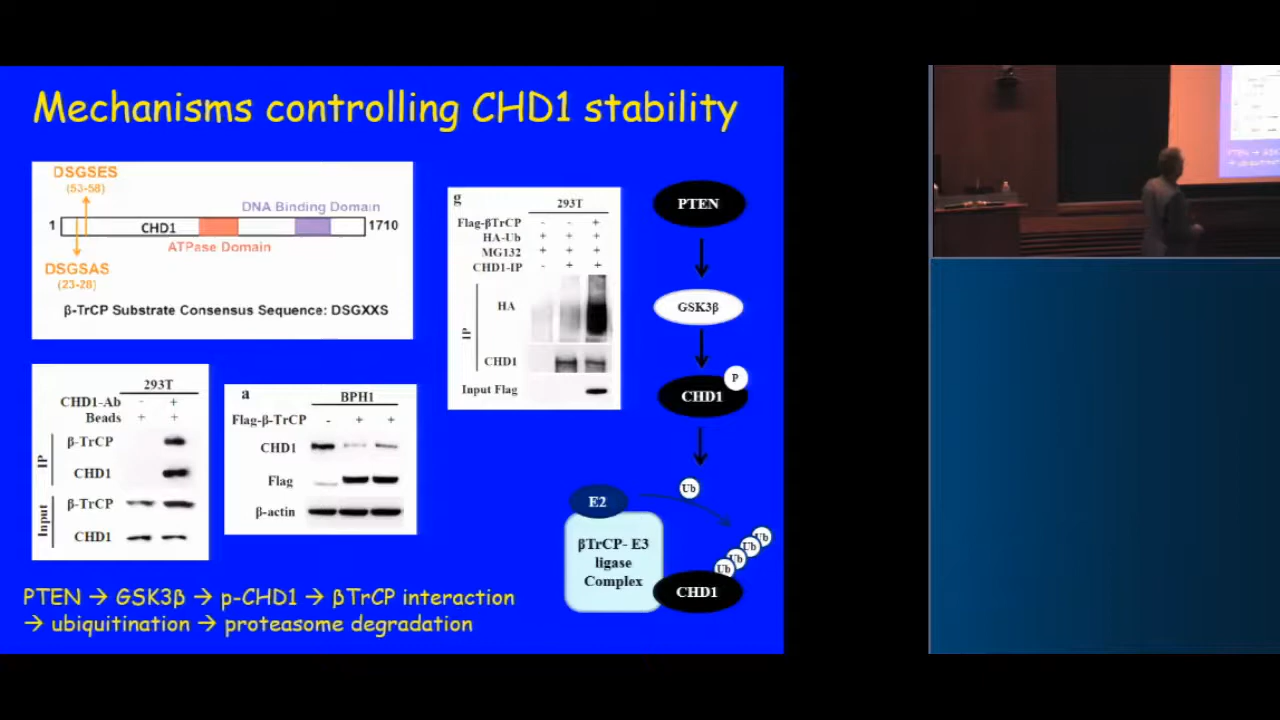 Mechanisms controlling CHD1 stability
DSGSES
(53-58)
DNA Binding Domain
1 CHD1 1710
ATPase Domain
DSGSAS
(23-28)
β-TrCP Substrate Consensus Sequence: DSGXXS
293T
CHD1-Ab - +
Beads + +
IP
β-TrCP
CHD1
Input
β-TrCP
CHD1
a
BPH1
Flag-β-TrCP - + +
CHD1
Flag
β-actin
g
293T
Flag-βTrCP - - +
HA-Ub + + +
MG132 + + +
CHD1-IP - + +
IP
HA
CHD1
Input Flag
PTEN
GSK3β
P
CHD1
Ub
E2
βTrCP- E3
ligase
Complex
Ub
Ub
Ub
Ub
CHD1
PTEN → GSK3β → p-CHD1 → βTrCP interaction
→ ubiquitination → proteasome degradation